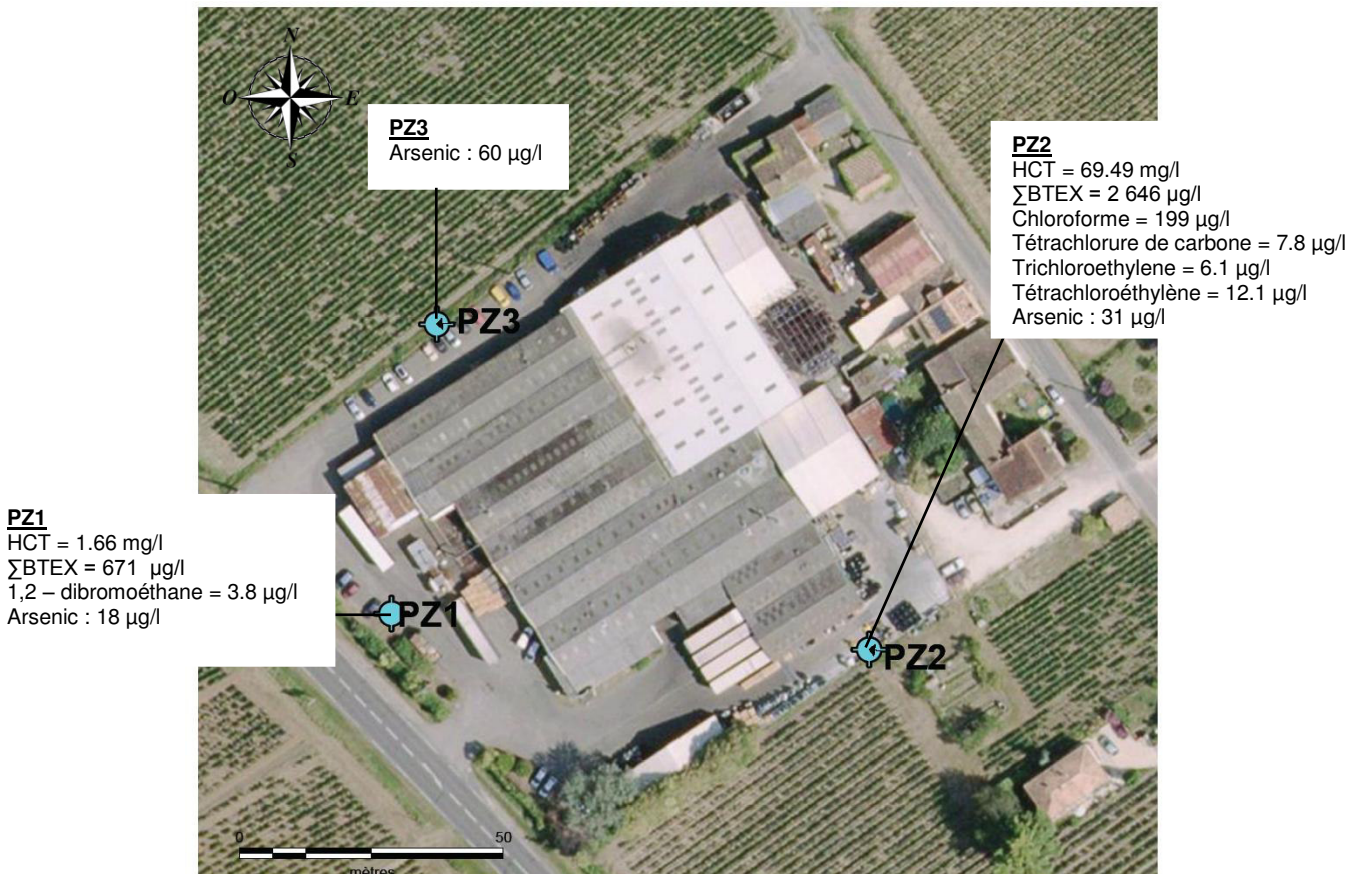 N
O
E
S
PZ3
Arsenic : 60 µg/l
PZ2
HCT = 69.49 mg/l
∑BTEX = 2 646 µg/l
Chloroforme = 199 µg/l
Tétrachlorure de carbone = 7.8 µg/l
Trichloroethylene = 6.1 µg/l
Tétrachloroéthylène = 12.1 µg/l
Arsenic : 31 µg/l
PZ3
PZ1
HCT = 1.66 mg/l
∑BTEX = 671 µg/l
1,2 – dibromoéthane = 3.8 µg/l
Arsenic : 18 µg/l
PZ1
PZ2
0
50
mètres